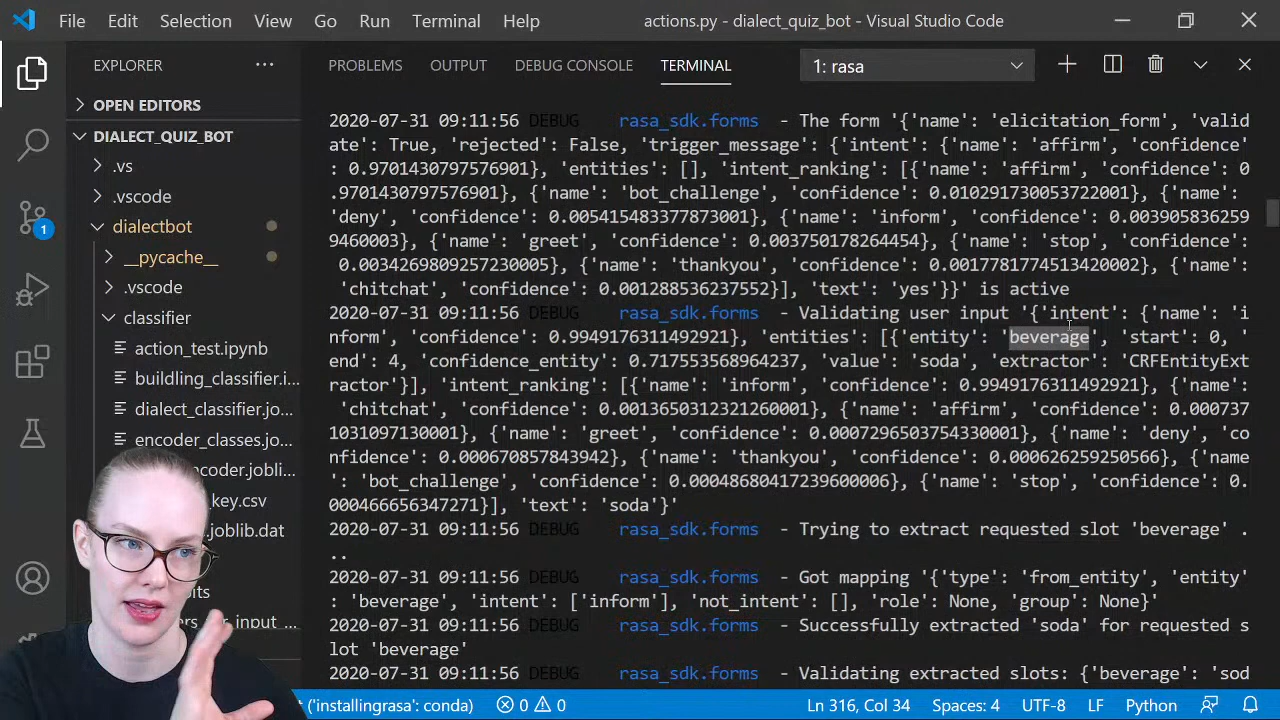 File Edit Selection View Go Run Terminal Help actions.py - dialect_quiz_bot - Visual Studio Code
EXPLORER
OPEN EDITORS
DIALECT_QUIZ_BOT
.vs
.vscode
dialectbot
__pycache__
.vscode
classifier
action_test.ipynb
buildling_classifier.i...
dialect_classifier.jo...
encoder_classes.jo...
encoder.jobli...
_key.csv
s.joblib.dat
its
ers_or_input_...
PROBLEMS OUTPUT DEBUG CONSOLE TERMINAL 1: rasa
2020-07-31 09:11:56 DEBUG rasa_sdk.forms - The form '{'name': 'elicitation_form', 'valid
ate': True, 'rejected': False, 'trigger_message': {'intent': {'name': 'affirm', 'confidence'
: 0.9701430797576901}, 'entities': [], 'intent_ranking': [{'name': 'affirm', 'confidence': 0
.9701430797576901}, {'name': 'bot_challenge', 'confidence': 0.010291730053722001}, {'name':
'deny', 'confidence': 0.005415483377873001}, {'name': 'inform', 'confidence': 0.003905836259
9460003}, {'name': 'greet', 'confidence': 0.003750178264454}, {'name': 'stop', 'confidence':
0.0034269809257230005}, {'name': 'thankyou', 'confidence': 0.0017781774513420002}, {'name':
'chitchat', 'confidence': 0.001288536237552}], 'text': 'yes'}}' is active
2020-07-31 09:11:56 DEBUG rasa_sdk.forms - Validating user input '{'intent': {'name': 'i
nform', 'confidence': 0.9949176311492921}, 'entities': [{'entity': 'beverage', 'start': 0, '
end': 4, 'confidence_entity': 0.717553568964237, 'value': 'soda', 'extractor': 'CRFEntityExt
ractor'}], 'intent_ranking': [{'name': 'inform', 'confidence': 0.9949176311492921}, {'name':
'chitchat', 'confidence': 0.0013650312321260001}, {'name': 'affirm', 'confidence': 0.000737
1031097130001}, {'name': 'greet', 'confidence': 0.0007296503754330001}, {'name': 'deny', 'co
nfidence': 0.000670857843942}, {'name': 'thankyou', 'confidence': 0.000626259250566}, {'name
': 'bot_challenge', 'confidence': 0.00048680417239600006}, {'name': 'stop', 'confidence': 0.
000466656347271}], 'text': 'soda'}'
2020-07-31 09:11:56 DEBUG rasa_sdk.forms - Trying to extract requested slot 'beverage' .
..
2020-07-31 09:11:56 DEBUG rasa_sdk.forms - Got mapping '{'type': 'from_entity', 'entity'
: 'beverage', 'intent': ['inform'], 'not_intent': [], 'role': None, 'group': None}'
2020-07-31 09:11:56 DEBUG rasa_sdk.forms - Successfully extracted 'soda' for requested s
lot 'beverage'
2020-07-31 09:11:56 DEBUG rasa_sdk.forms - Validating extracted slots: {'beverage': 'sod
('installingrasa': conda) 0 0 Ln 316, Col 34 Spaces: 4 UTF-8 LF Python
1